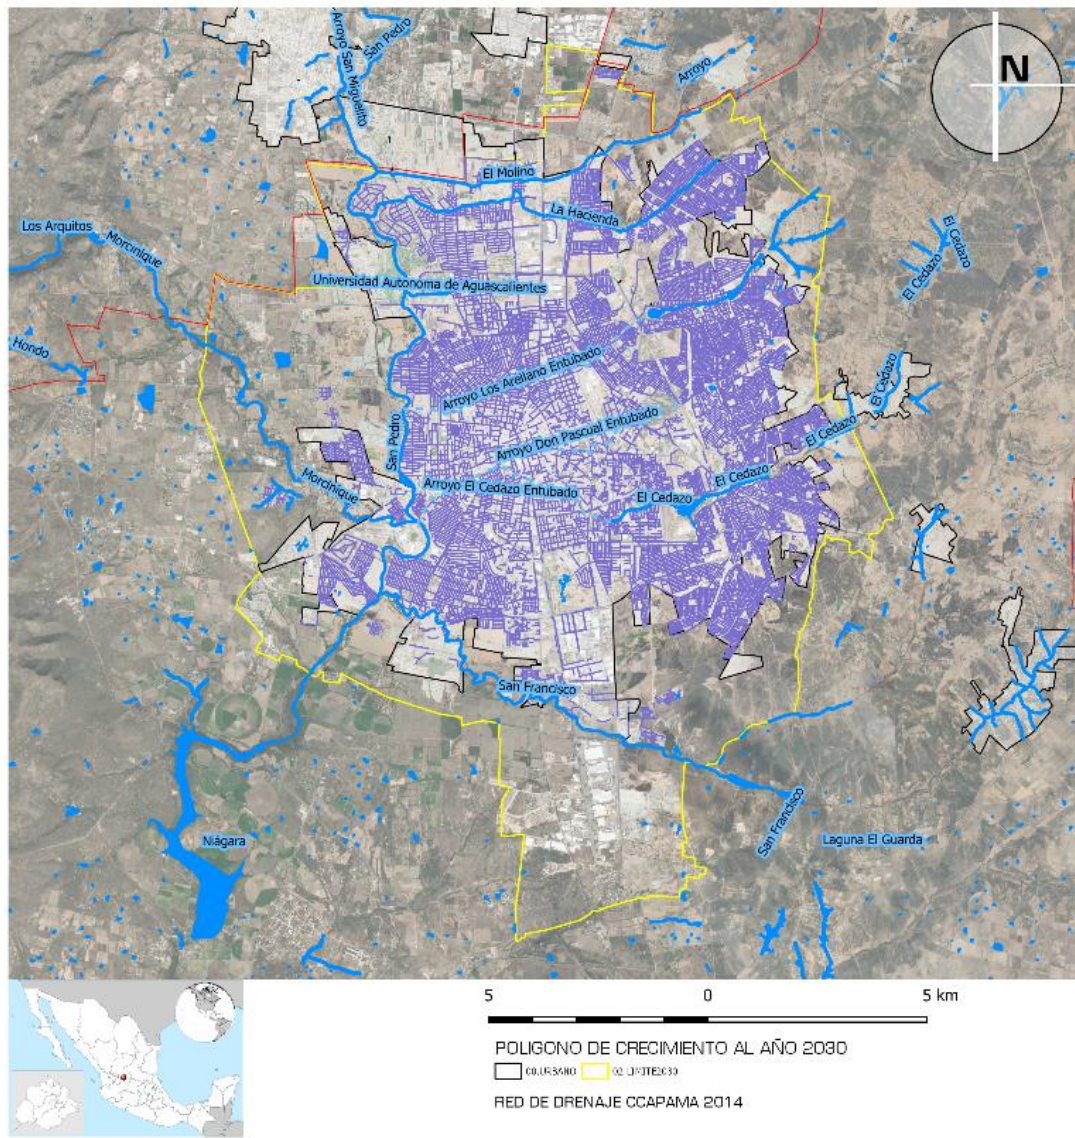 San Pedro
Arroyo San Miguelito
Arroyo
N
El Molino
La Hacienda
Los Arquitos
Morcinique
El Cedazo
El Cedazo
Universidad Autonoma de Aguascalientes
Hondo
Arroyo Los Arellano Entubado
El Cedazo
San Pedro
Arroyo Don Pascual Entubado
El Cedazo
Morcinique
Arroyo El Cedazo Entubado
El Cedazo
El Cedazo
San Francisco
San Francisco
Niágara
Laguna El Guarda
5 0 5 km
POLIGONO DE CRECIMIENTO AL AÑO 2030
RED DE DRENAJE CCAPAMA 2014